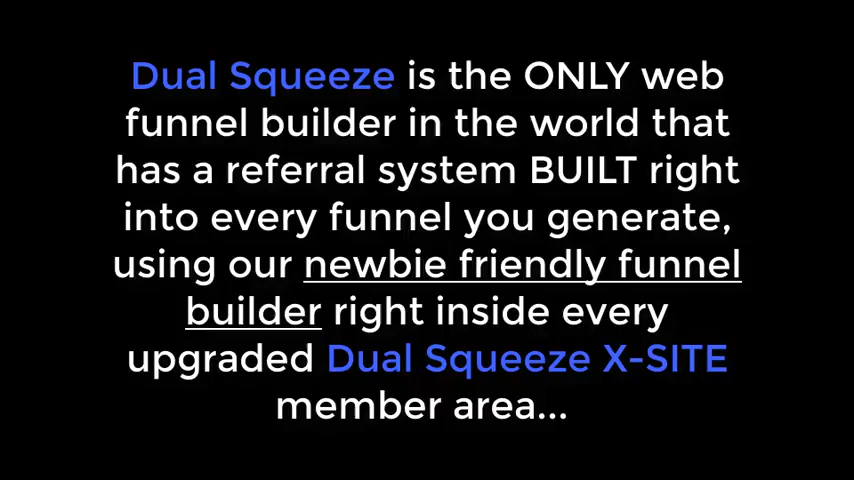 Dual Squeeze is the ONLY web
funnel builder in the world that
has a referral system BUILT right
into every funnel you generate,
using our newbie friendly funnel
builder right inside every
upgraded Dual Squeeze X-SITE
member area...